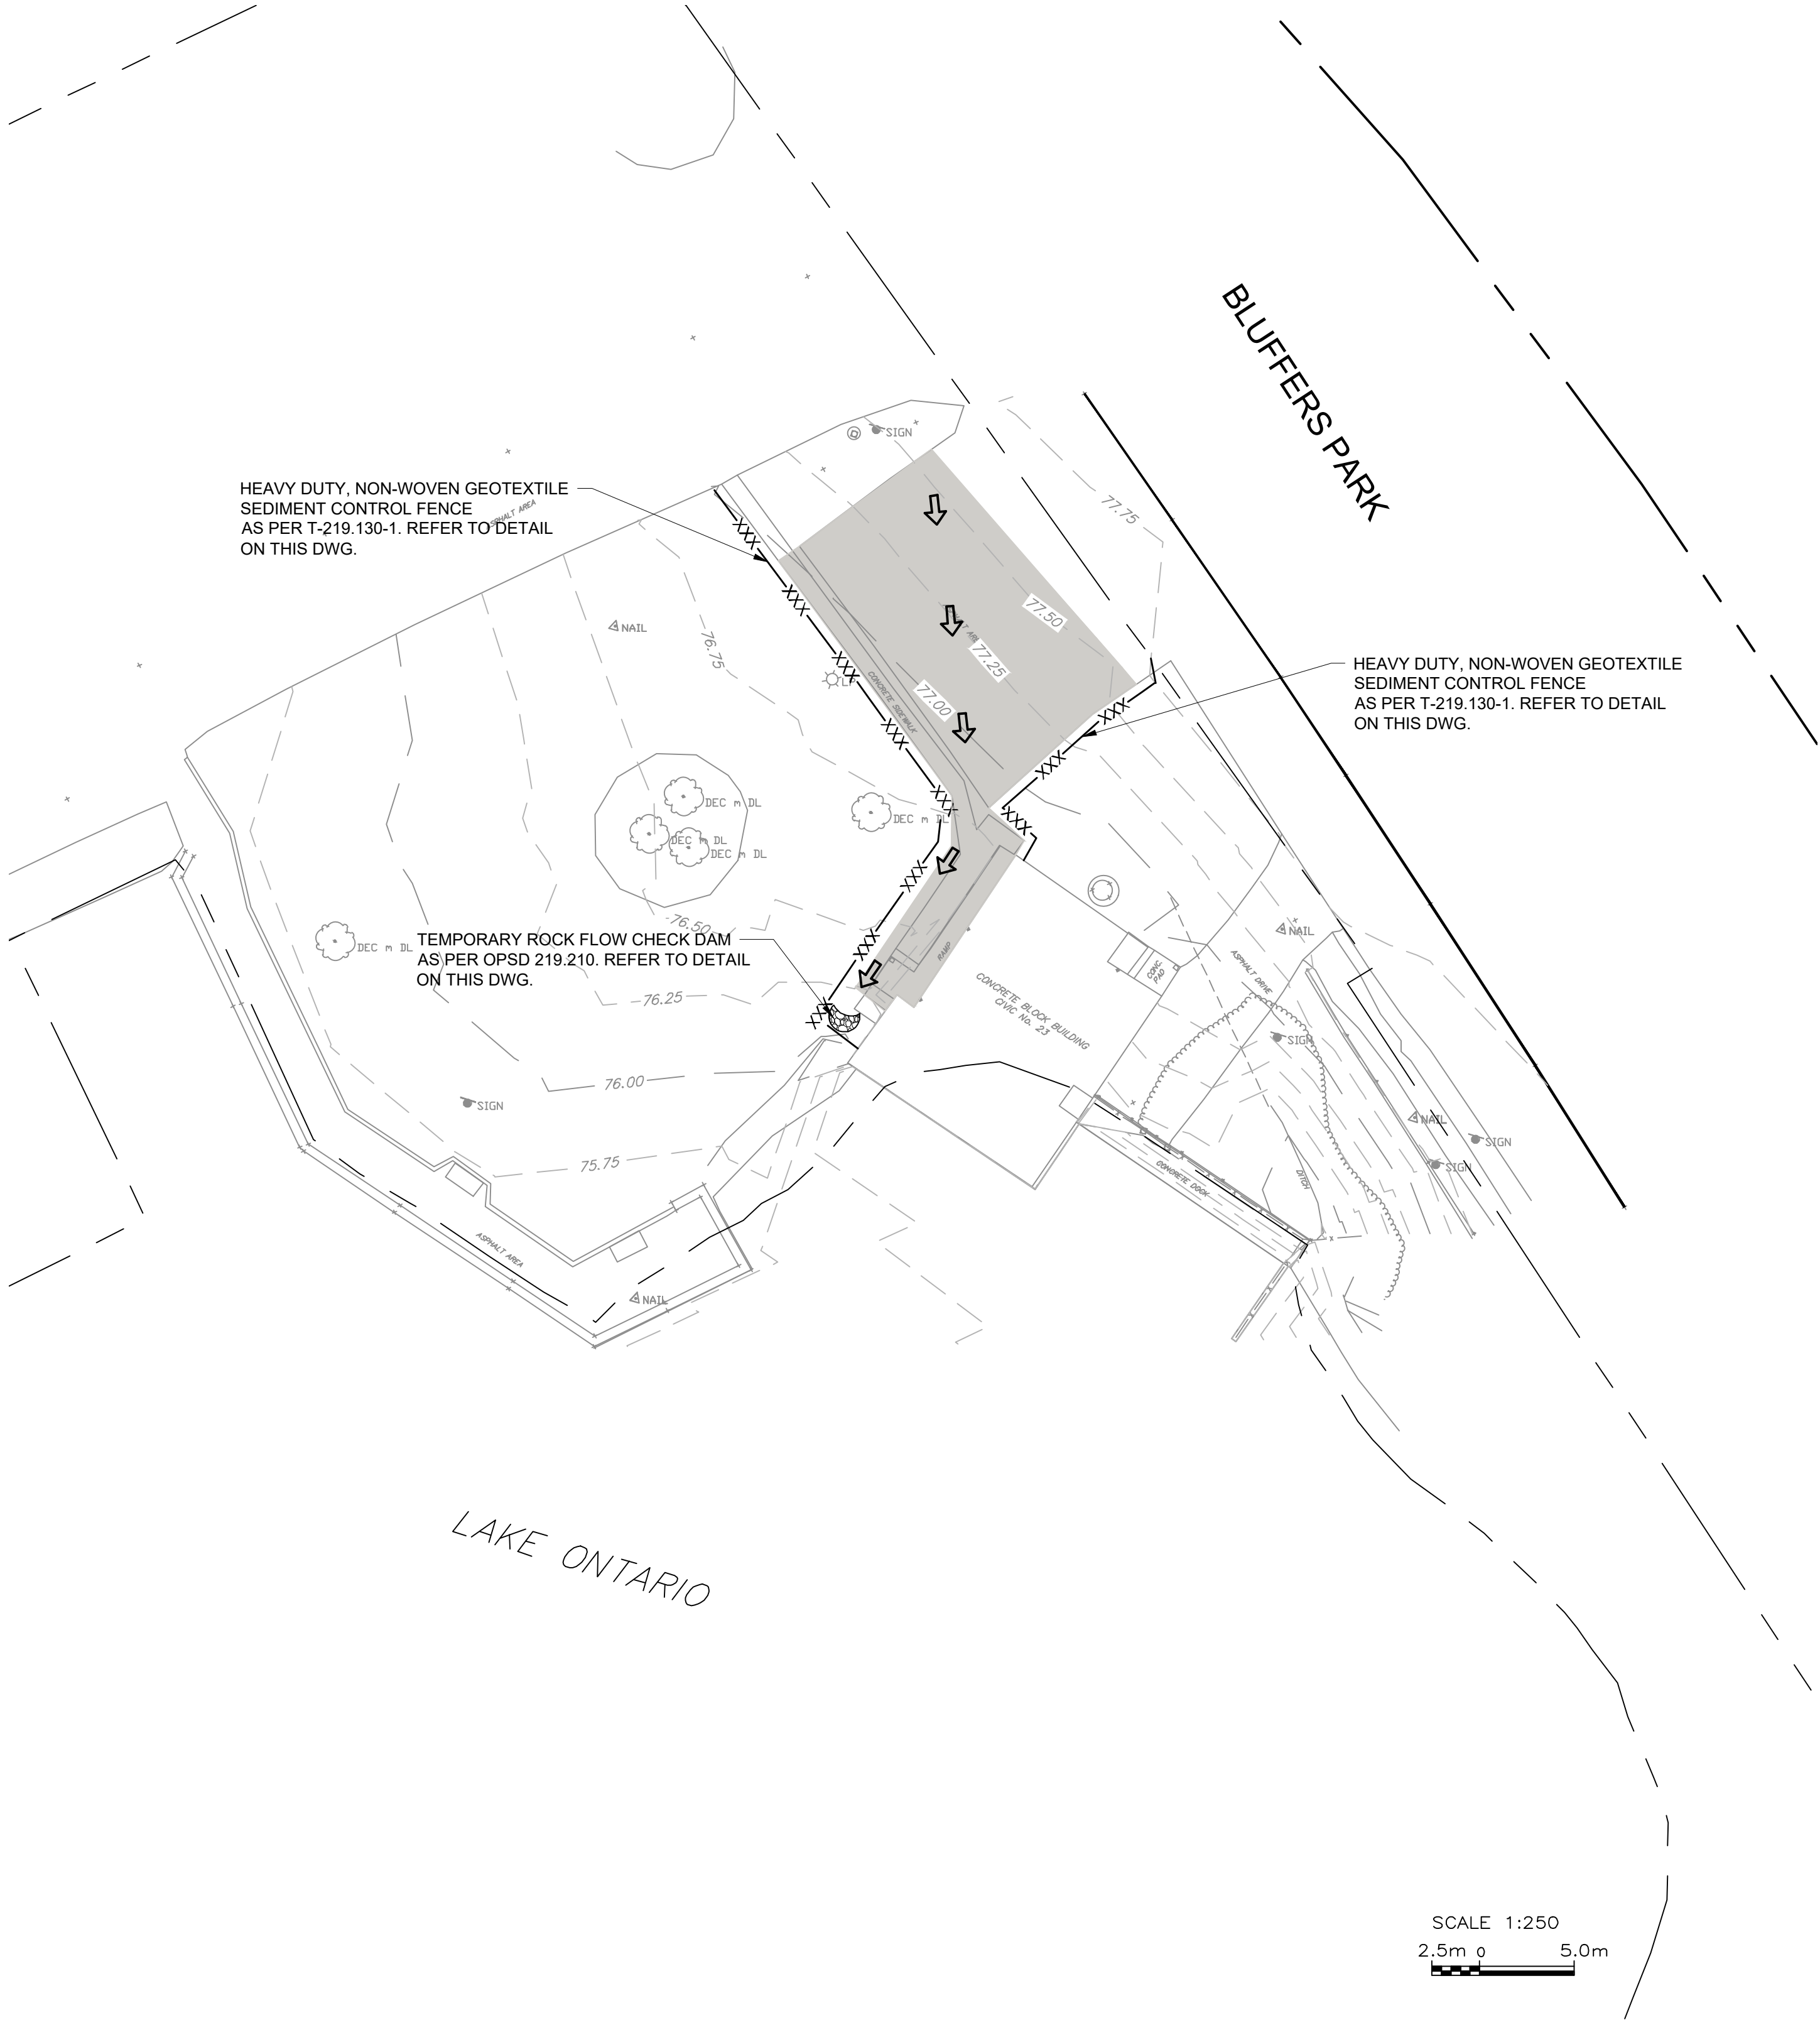 SIGN
BLUFFERS PARK
HEAVY DUTY, NON-WOVEN GEOTEXTILE
SEDIMENT CONTROL FENCE
AS PER T-219.130-1. REFER TO DETAIL
ON THIS DWG.
ASPHALT AREA
77.75
77.50
77.25
77.00
76.75
NAIL
CONCRETE SIDEWALK
HEAVY DUTY, NON-WOVEN GEOTEXTILE
SEDIMENT CONTROL FENCE
AS PER T-219.130-1. REFER TO DETAIL
ON THIS DWG.
DEC m DL
DEC m DL
DEC m DL
DEC m DL
DEC m DL
76.50
TEMPORARY ROCK FLOW CHECK DAM
AS PER OPSD 219.210. REFER TO DETAIL
ON THIS DWG.
RAMP
CONC.
PAD
NAIL
ASPHALT DRIVE
76.25
CONCRETE BLOCK BUILDING
CIVIC No. 23
SIGN
76.00
SIGN
NAIL
SIGN
SIGN
75.75
CONCRETE DOCK
DITCH
ASPHALT AREA
NAIL
LAKE ONTARIO
SCALE 1:250
2.5m 0 5.0m